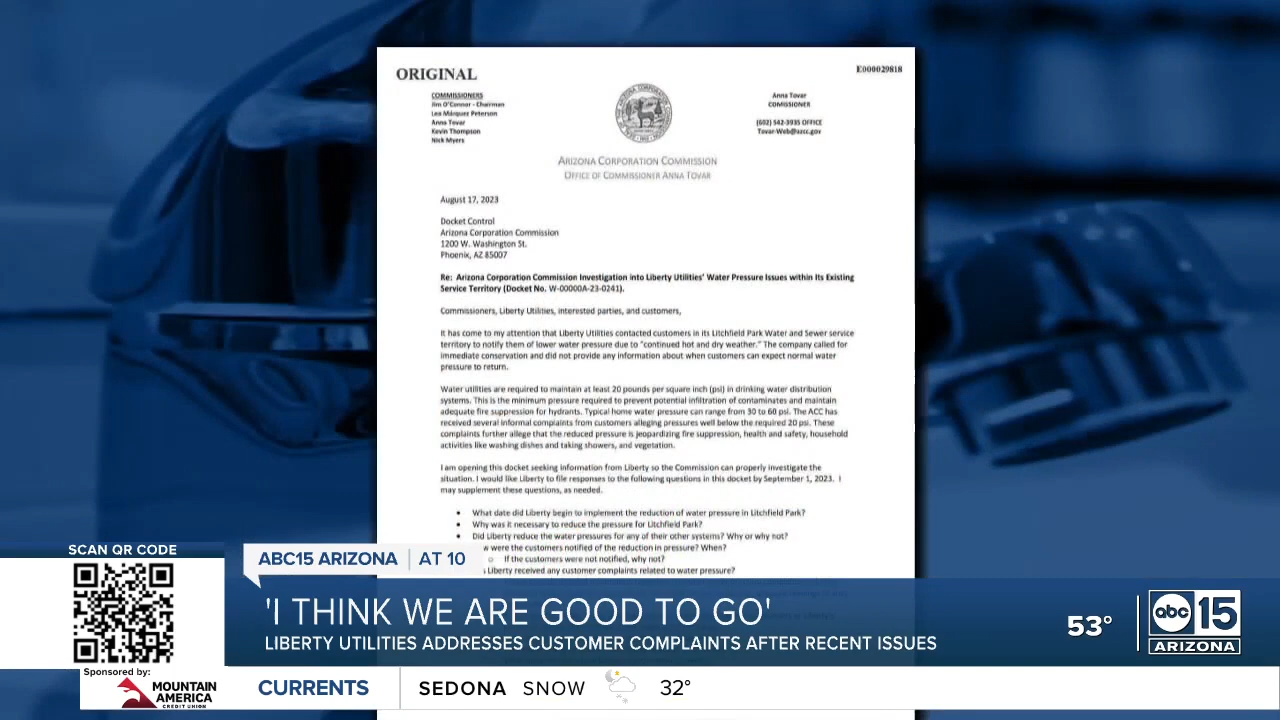 ORIGINAL
E000029818
COMMISSIONERS
Jim O'Connor - Chairman
Lea Márquez Peterson
Anna Tovar
Kevin Thompson
Nick Myers
Anna Tovar
COMISSIONER
(602) 542-3935 OFFICE
Tovar-Web@azcc.gov
ARIZONA CORPORATION COMMISSION
OFFICE OF COMMISSIONER ANNA TOVAR
August 17, 2023
Docket Control
Arizona Corporation Commission
1200 W. Washington St.
Phoenix, AZ 85007
Re: Arizona Corporation Commission Investigation into Liberty Utilities' Water Pressure Issues within Its Existing
Service Territory (Docket No. W-00000A-23-0241).
Commissioners, Liberty Utilities, interested parties, and customers,
It has come to my attention that Liberty Utilities contacted customers in its Litchfield Park Water and Sewer service
territory to notify them of lower water pressure due to "continued hot and dry weather." The company called for
immediate conservation and did not provide any information about when customers can expect normal water
pressure to return.
Water utilities are required to maintain at least 20 pounds per square inch (psi) in drinking water distribution
systems. This is the minimum pressure required to prevent potential infiltration of contaminates and maintain
adequate fire suppression for hydrants. Typical home water pressure can range from 30 to 60 psi. The ACC has
received several informal complaints from customers alleging pressures well below the required 20 psi. These
complaints further allege that the reduced pressure is jeopardizing fire suppression, health and safety, household
activities like washing dishes and taking showers, and vegetation.
I am opening this docket seeking information from Liberty so the Commission can properly investigate the
situation. I would like Liberty to file responses to the following questions in this docket by September 1, 2023. I
may supplement these questions, as needed.
• What date did Liberty begin to implement the reduction of water pressure in Litchfield Park?
• Why was it necessary to reduce the pressure for Litchfield Park?
• Did Liberty reduce the water pressures for any of their other systems? Why or why not?
w were the customers notified of the reduction in pressure? When?
o If the customers were not notified, why not?
s Liberty received any customer complaints related to water pressure?
SCAN QR CODE
ABC15 ARIZONA | AT 10
'I THINK WE ARE GOOD TO GO'
LIBERTY UTILITIES ADDRESSES CUSTOMER COMPLAINTS AFTER RECENT ISSUES
53°
abc 15
ARIZONA
Sponsored by:
MOUNTAIN
AMERICA
CREDIT UNION
CURRENTS
SEDONA SNOW 32°